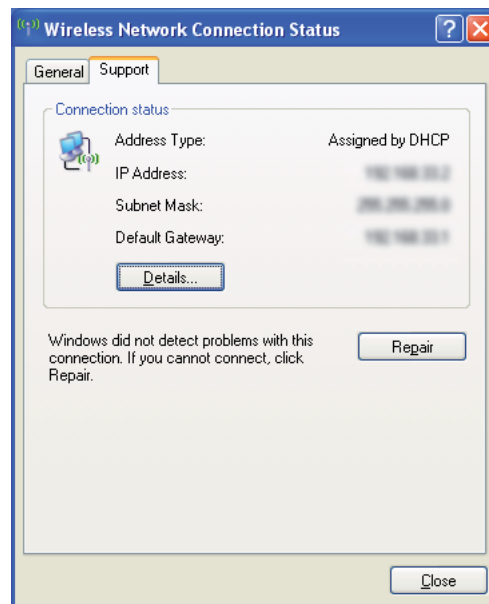 Wireless Network Connection Status
General Support
Connection status
Address Type: Assigned by DHCP
IP Address:
Subnet Mask:
Default Gateway:
Details...
Windows did not detect problems with this
connection. If you cannot connect, click
Repair.
Repair
Close